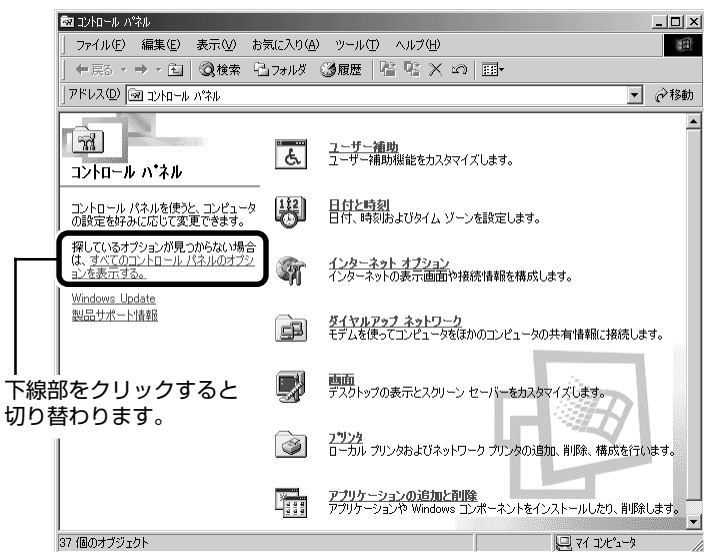 コントロール パネル
ファイル(F) 編集(E) 表示(V) お気に入り(A) ツール(T) ヘルプ(H)
戻る 検索 フォルダ 履歴
アドレス(D) コントロール パネル 移動
コントロール パネル
コントロール パネルを使うと、コンピュータ
の設定を好みに応じて変更できます。
探しているオプションが見つからない場合
は、すべてのコントロール パネルのオプシ
ョンを表示する。
Windows Update
製品サポート情報
ユーザー補助
ユーザー補助機能をカスタマイズします。
日付と時刻
日付、時刻およびタイム ゾーンを設定します。
インターネット オプション
インターネットの表示画面や接続情報を構成します。
ダイヤルアップ ネットワーク
モデムを使ってコンピュータをほかのコンピュータの共有情報に接続します。
画面
デスクトップの表示とスクリーン セーバーをカスタマイズします。
プリンタ
ローカル プリンタおよびネットワーク プリンタの追加、削除、構成を行います。
アプリケーションの追加と削除
アプリケーションや Windows コンポーネントをインストールしたり、削除します。
37 個のオブジェクト
マイ コンピュータ
下線部をクリックすると
切り替わります。